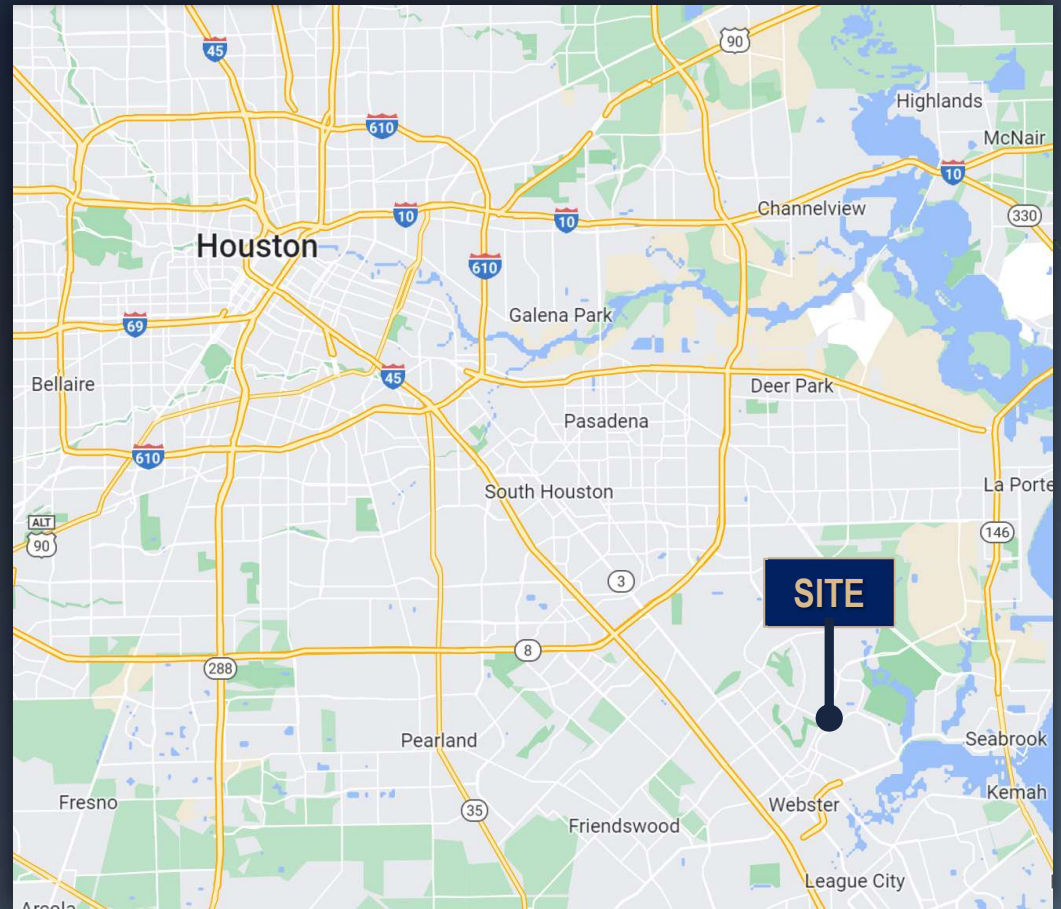 45
90
Highlands
610
McNair
10
10
10
Channelview
330
Houston
610
Galena Park
69
45
Bellaire
Deer Park
Pasadena
610
South Houston
La Porte
ALT
90
146
3
SITE
8
288
Pearland
Seabrook
Fresno
35
Webster
Kemah
Friendswood
League City
Arcola